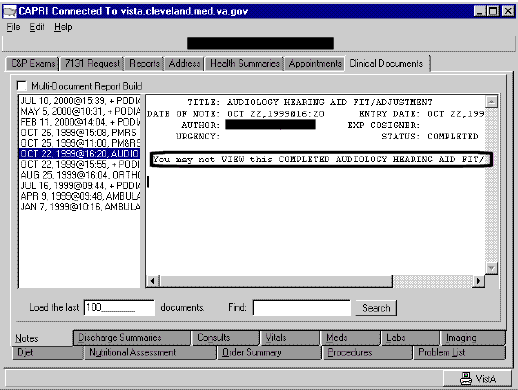 CAPRI Connected To vista.cleveland.med.va.gov
File Edit Help
C&P Exams 7131 Request Reports Address Health Summaries Appointments Clinical Documents
Multi-Document Report Build
JUL 10, 2000@15:39, + PODIA
MAY 5, 2000@10:31, + PODIA
FEB 11, 2000@14:04, + PODIA
OCT 26, 1999@15:08, PMRS
OCT 25, 1999@11:00, PM&RS
OCT 22, 1999@16:20, AUDIO
OCT 22, 1999@15:55, + PODIA
AUG 25, 1999@16:04, ORTHO
JUL 16, 1999@09:44, + PODIA
APR 9, 1999@09:48, AMBULA
JAN 7, 1999@10:16, AMBULA
TITLE: AUDIOLOGY HEARING AID FIT/ADJUSTMENT
DATE OF NOTE: OCT 22,1999@16:20 ENTRY DATE: OCT 22,199
AUTHOR: EXP COSIGNER:
URGENCY: STATUS: COMPLETED
You may not VIEW this COMPLETED AUDIOLOGY HEARING AID FIT/
Load the last 100 documents. Find: Search
Notes Discharge Summaries Consults Vitals Meds Labs Imaging
Diet Nutritional Assessment Order Summary Procedures Problem List
VistA